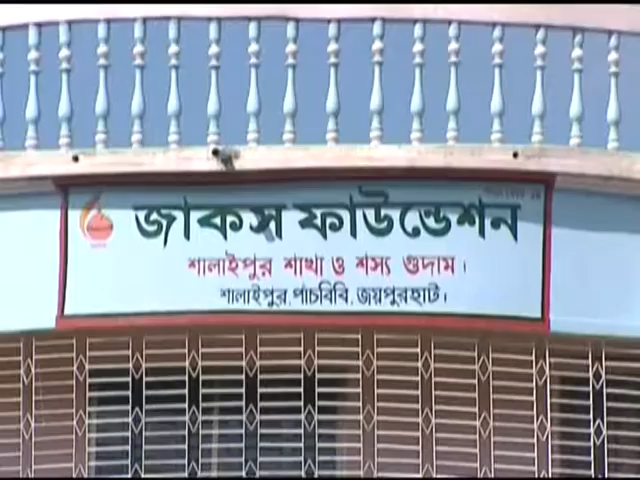 জাকস ফাউন্ডেশন
শালাইপুর শাখা ও শস্য গুদাম।
শালাইপুর, পাঁচবিবি, জয়পুরহাট।